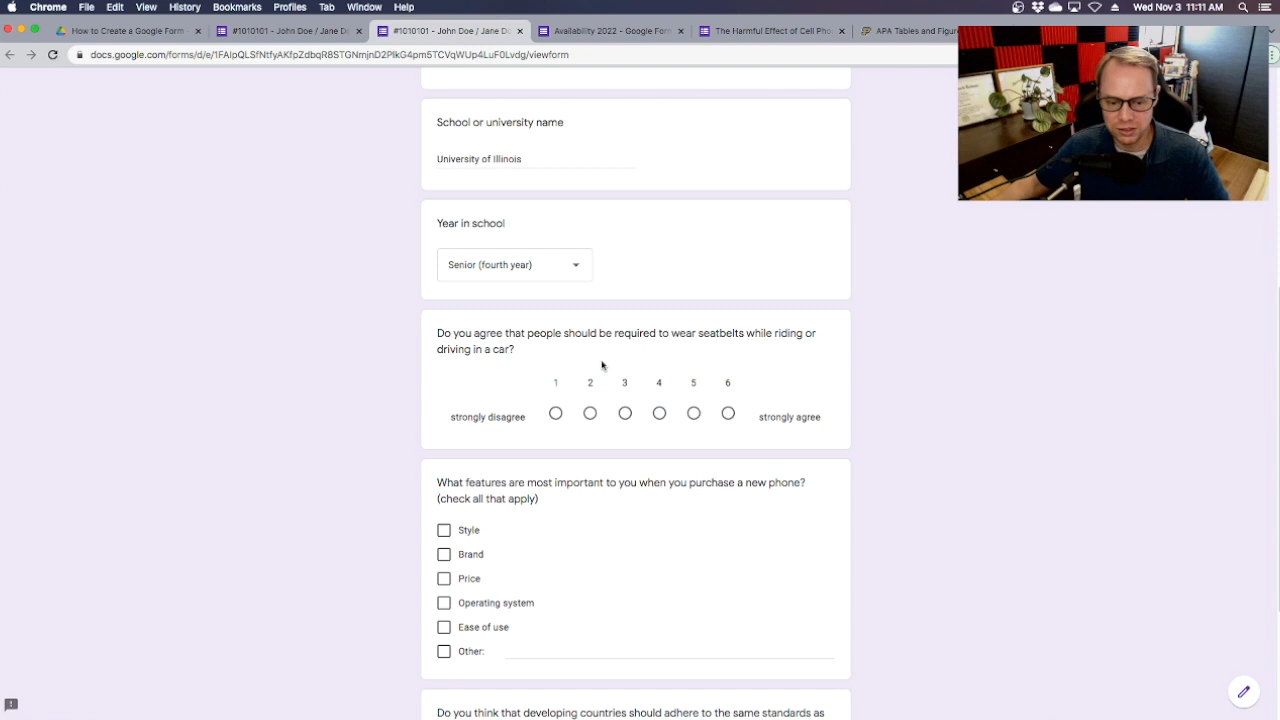 Chrome File Edit View History Bookmarks Profiles Tab Window Help Wed Nov 3 11:11 AM
How to Create a Google Form - #1010101 - John Doe / Jane Do #1010101 - John Doe / Jane Do Availability 2022 - Google Form The Harmful Effect of Cell Phon APA Tables and Figure
docs.google.com/forms/d/e/1FAIpQLSfNtfyAKfpZdbqR8STGNmjnD2PlkG4pm5TCVqWUp4LuF0Lvdg/viewform
School or university name
University of Illinois
Year in school
Senior (fourth year)
Do you agree that people should be required to wear seatbelts while riding or
driving in a car?
1 2 3 4 5 6
strongly disagree strongly agree
What features are most important to you when you purchase a new phone?
(check all that apply)
Style
Brand
Price
Operating system
Ease of use
Other:
Do you think that developing countries should adhere to the same standards as